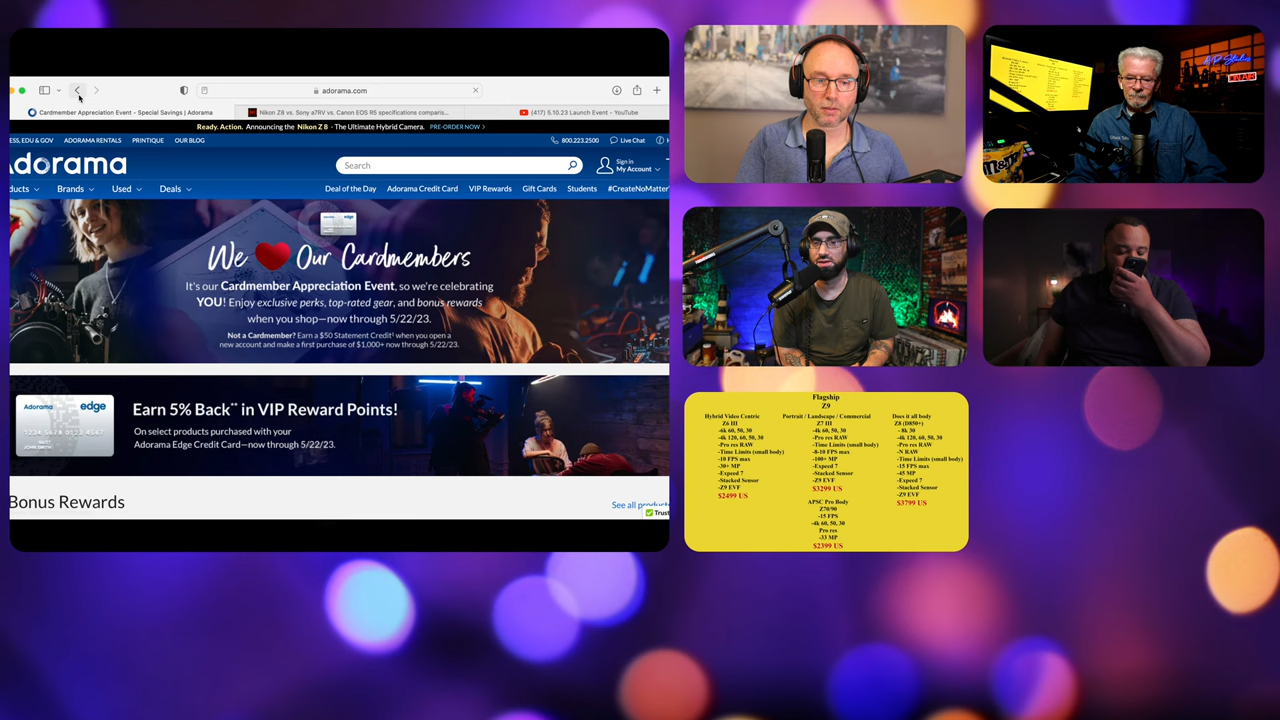 adorama.com
Cardmember Appreciation Event - Special Savings | Adorama
Nikon Z8 vs. Sony a7RV vs. Canon EOS R5 specifications comparis...
(417) 5.10.23 Launch Event - YouTube
Ready. Action. Announcing the Nikon Z 8 - The Ultimate Hybrid Camera. PRE-ORDER NOW >
ESS, EDU & GOV ADORAMA RENTALS PRINTIQUE OUR BLOG
800.223.2500 Live Chat
adorama
Search
Sign in
My Account
ducts Brands Used Deals
Deal of the Day Adorama Credit Card VIP Rewards Gift Cards Students #CreateNoMatter
adorama edge
We Our Cardmembers
It's our Cardmember Appreciation Event, so we're celebrating
YOU! Enjoy exclusive perks, top-rated gear, and bonus rewards
when you shop—now through 5/22/23.
Not a Cardmember? Earn a $50 Statement Credit¹ when you open a
new account and make a first purchase of $1,000+ now through 5/22/23.
Adorama edge
Earn 5% Back** in VIP Reward Points!
On select products purchased with your
Adorama Edge Credit Card—now through 5/22/23.
Bonus Rewards
See all products
Trust
ON AIR
M&M's
Flagship
Z9
Hybrid Video Centric
Z6 III
-6k 60, 50, 30
-4k 120, 60, 50, 30
-Pro res RAW
-Time Limits (small body)
-10 FPS max
-30+ MP
-Expeed 7
-Stacked Sensor
-Z9 EVF
$2499 US
Portrait / Landscape / Commercial
Z7 III
-4k 60, 50, 30
-Pro res RAW
-Time Limits (small body)
-8-10 FPS max
-100+ MP
-Expeed 7
-Stacked Sensor
-Z9 EVF
$3299 US
Does it all body
Z8 (D850+)
- 8k 30
-4k 120, 60, 50, 30
-Pro res RAW
-N RAW
-Time Limits (small body)
-15 FPS max
-45 MP
-Expeed 7
-Stacked Sensor
-Z9 EVF
$3799 US
APSC Pro Body
Z70/90
-15 FPS
-4k 60, 50, 30
Pro res
-33 MP
$2399 US